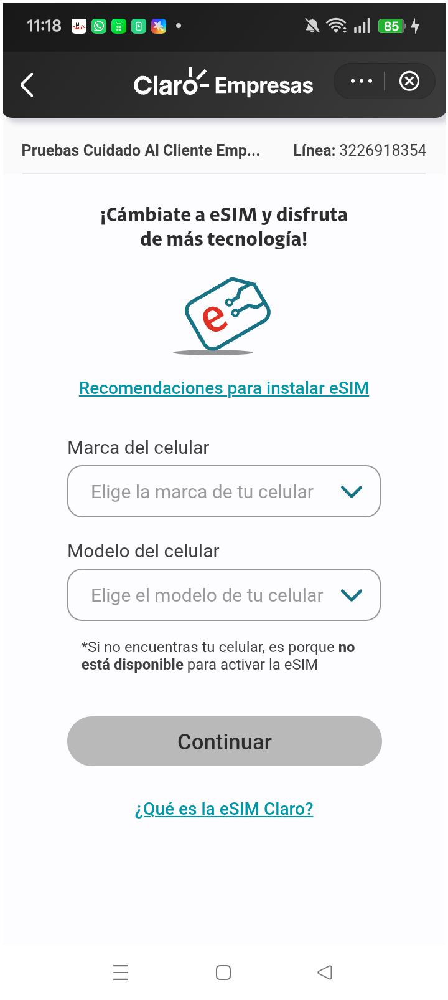 11:18
Mi
Claro
85
Claro- Empresas
Pruebas Cuidado Al Cliente Emp... Línea: 3226918354
¡Cámbiate a eSIM y disfruta
de más tecnología!
e
Recomendaciones para instalar eSIM
Marca del celular
Elige la marca de tu celular
Modelo del celular
Elige el modelo de tu celular
*Si no encuentras tu celular, es porque no
está disponible para activar la eSIM
Continuar
¿Qué es la eSIM Claro?